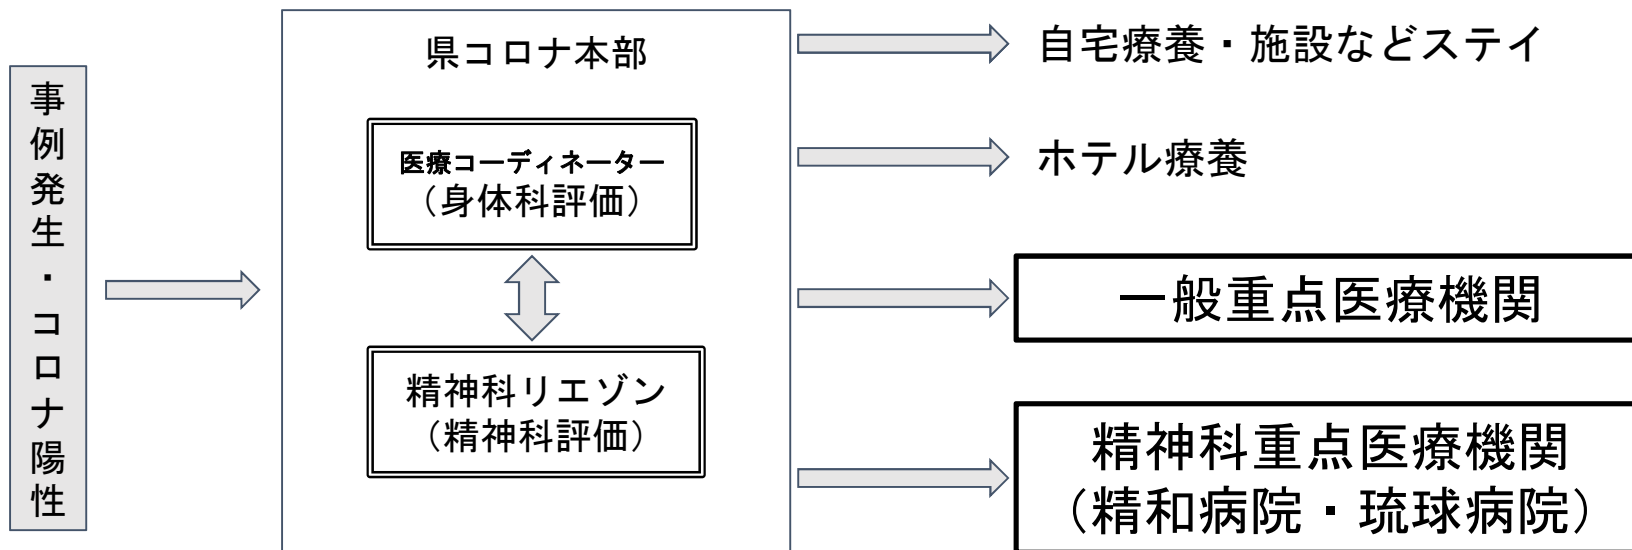 事例発生・コロナ陽性
県コロナ本部
医療コーディネーター
（身体科評価）
精神科リエゾン
（精神科評価）
自宅療養・施設などステイ
ホテル療養
一般重点医療機関
精神科重点医療機関
（精和病院・琉球病院）